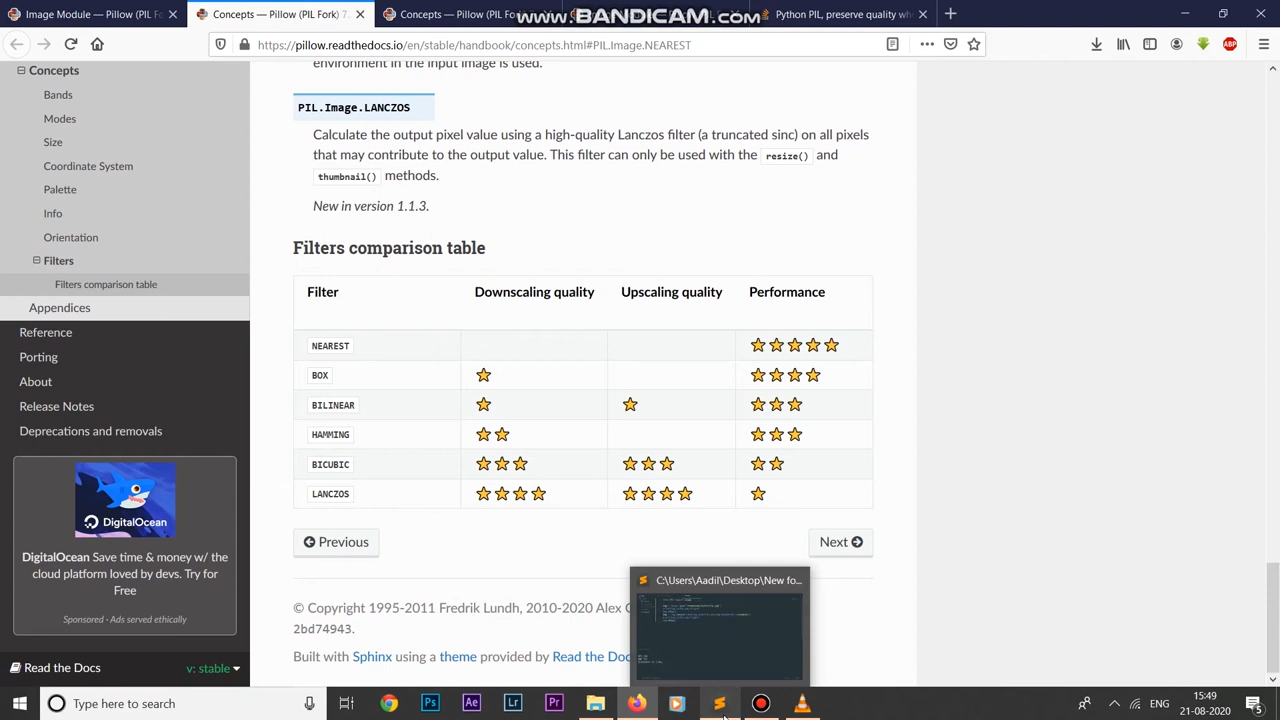 Image Module — Pillow (PIL F
Concepts — Pillow (PIL Fork) 7.
Concepts — Pillow (PIL Fo
www.BANDICAM.com
Python PIL, preserve quality wh
https://pillow.readthedocs.io/en/stable/handbook/concepts.html#PIL.Image.NEAREST
ABP
Concepts
Bands
Modes
Size
Coordinate System
Palette
Info
Orientation
Filters
Filters comparison table
Appendices
Reference
Porting
About
Release Notes
Deprecations and removals
DigitalOcean
DigitalOcean Save time & money w/ the
cloud platform loved by devs. Try for
Free
Sponsored · Ads served ethically
Read the Docs v: stable
environment in the input image is used.
PIL.Image.LANCZOS
Calculate the output pixel value using a high-quality Lanczos filter (a truncated sinc) on all pixels
that may contribute to the output value. This filter can only be used with the resize() and
thumbnail() methods.
New in version 1.1.3.
Filters comparison table
Filter Downscaling quality Upscaling quality Performance
NEAREST
BOX
BILINEAR
HAMMING
BICUBIC
LANCZOS
Previous Next
© Copyright 1995-2011 Fredrik Lundh, 2010-2020 Alex C
2bd74943.
Built with Sphinx using a theme provided by Read the Do
C:\Users\Aadil\Desktop\New fo...
Type here to search
Ps Ae Lr Pr
ENG
15:49
21-08-2020
5